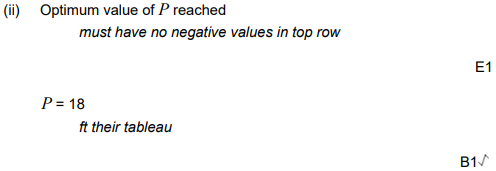 (ii) Optimum value of P reached
must have no negative values in top row
E1
P = 18
ft their tableau
B1√